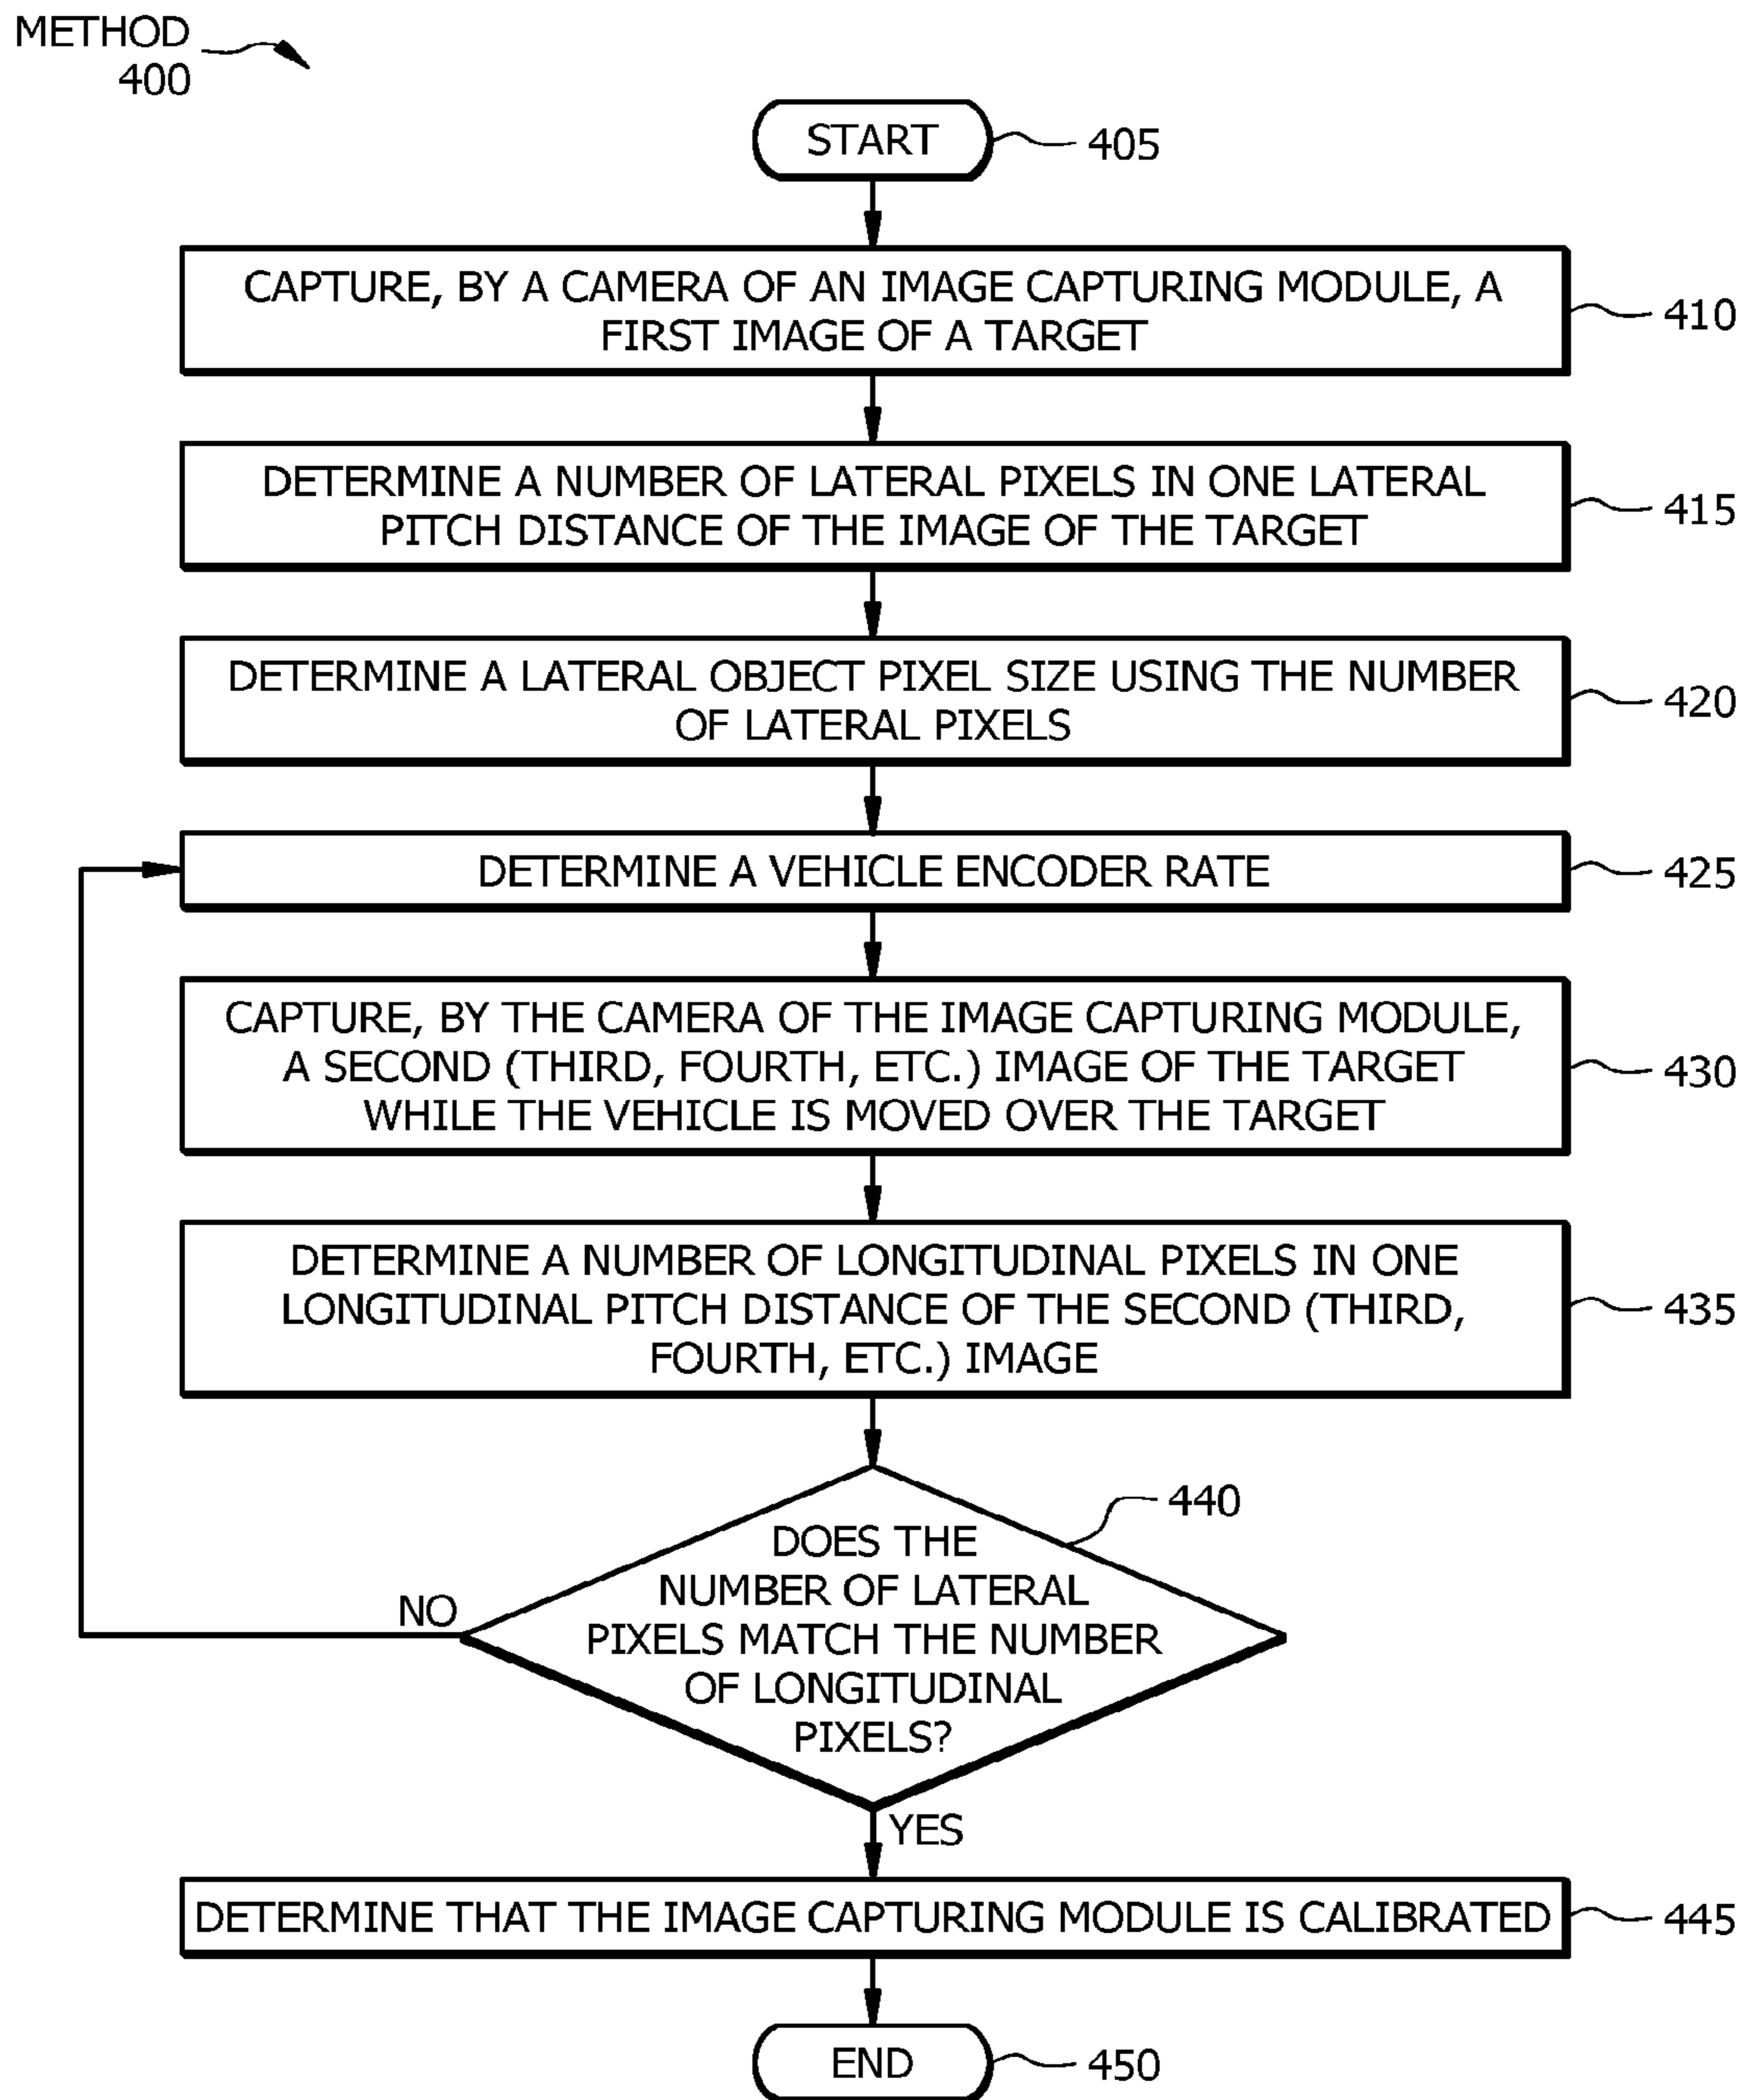 METHOD
400
START
405
CAPTURE, BY A CAMERA OF AN IMAGE CAPTURING MODULE, A
FIRST IMAGE OF A TARGET
410
DETERMINE A NUMBER OF LATERAL PIXELS IN ONE LATERAL
PITCH DISTANCE OF THE IMAGE OF THE TARGET
415
DETERMINE A LATERAL OBJECT PIXEL SIZE USING THE NUMBER
OF LATERAL PIXELS
420
DETERMINE A VEHICLE ENCODER RATE
425
CAPTURE, BY THE CAMERA OF THE IMAGE CAPTURING MODULE,
A SECOND (THIRD, FOURTH, ETC.) IMAGE OF THE TARGET
WHILE THE VEHICLE IS MOVED OVER THE TARGET
430
DETERMINE A NUMBER OF LONGITUDINAL PIXELS IN ONE
LONGITUDINAL PITCH DISTANCE OF THE SECOND (THIRD,
FOURTH, ETC.) IMAGE
435
440
DOES THE
NUMBER OF LATERAL
PIXELS MATCH THE NUMBER
OF LONGITUDINAL
PIXELS?
NO
YES
DETERMINE THAT THE IMAGE CAPTURING MODULE IS CALIBRATED
445
END
450